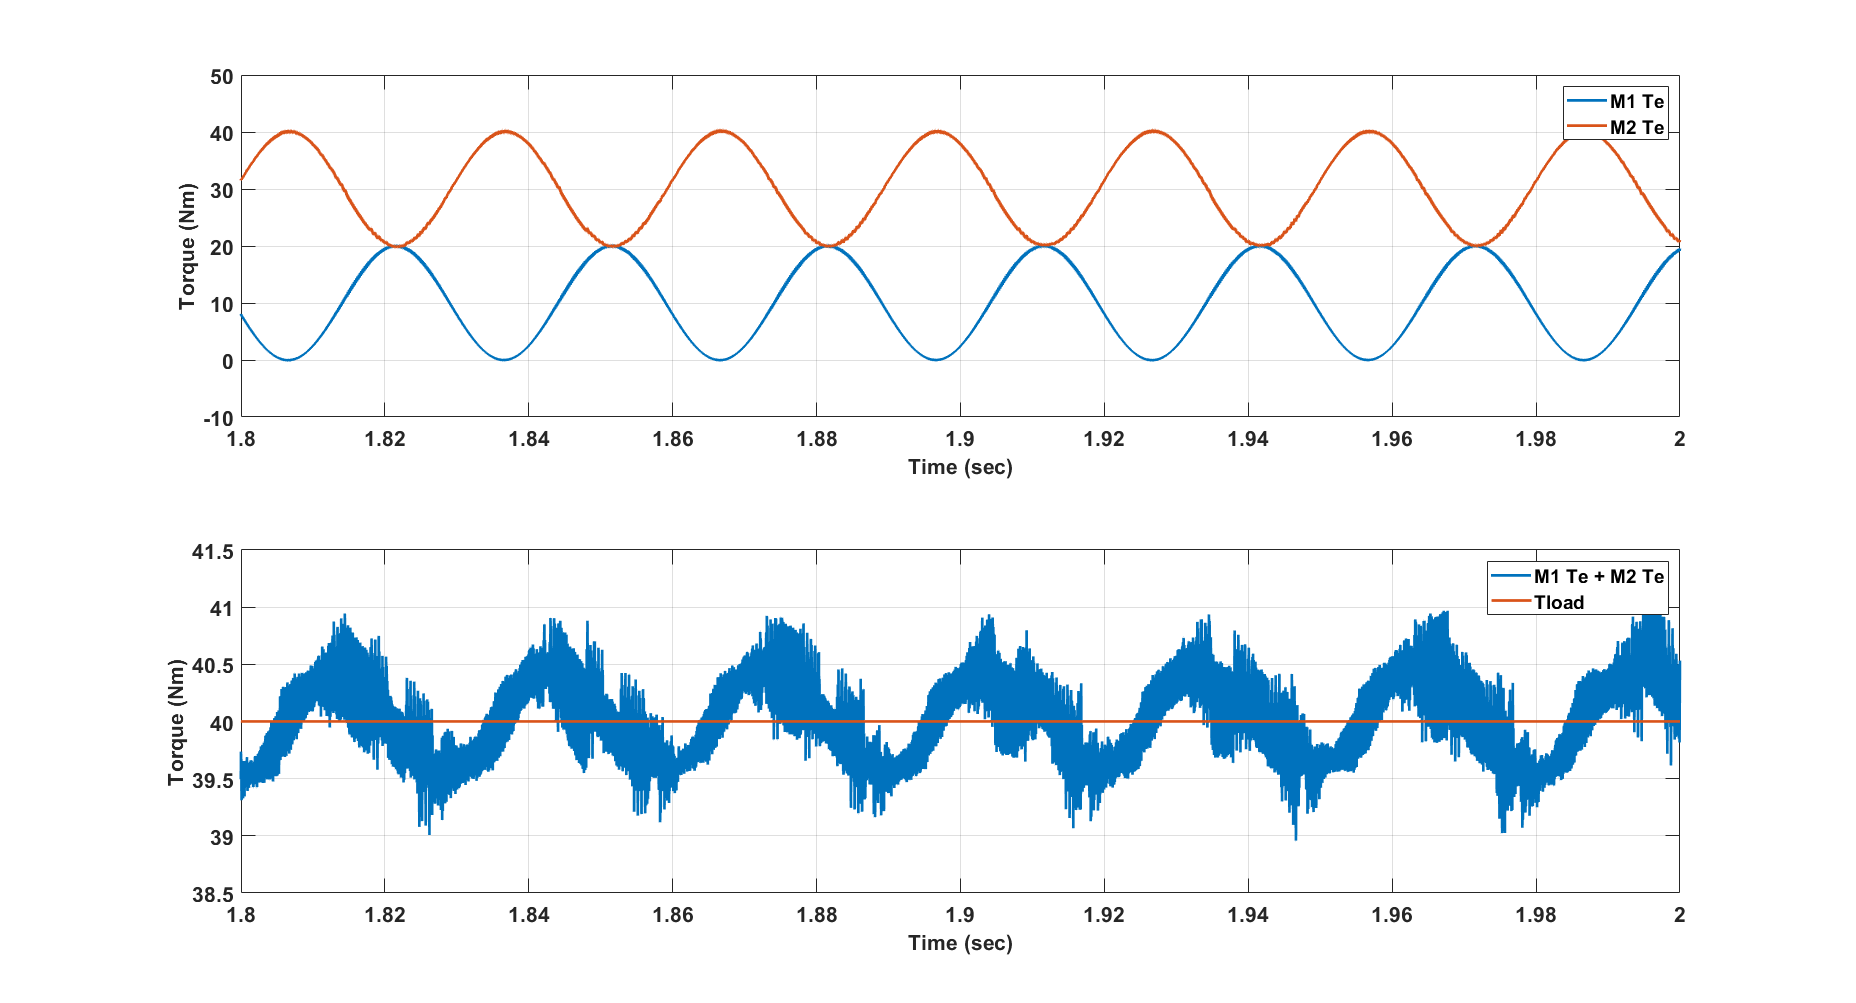 50
40
30
20
10
0
-10
Torque (Nm)
M1 Te
M2 Te
1.8 1.82 1.84 1.86 1.88 1.9 1.92 1.94 1.96 1.98 2
Time (sec)
41.5
41
40.5
40
39.5
39
38.5
Torque (Nm)
M1 Te + M2 Te
Tload
1.8 1.82 1.84 1.86 1.88 1.9 1.92 1.94 1.96 1.98 2
Time (sec)